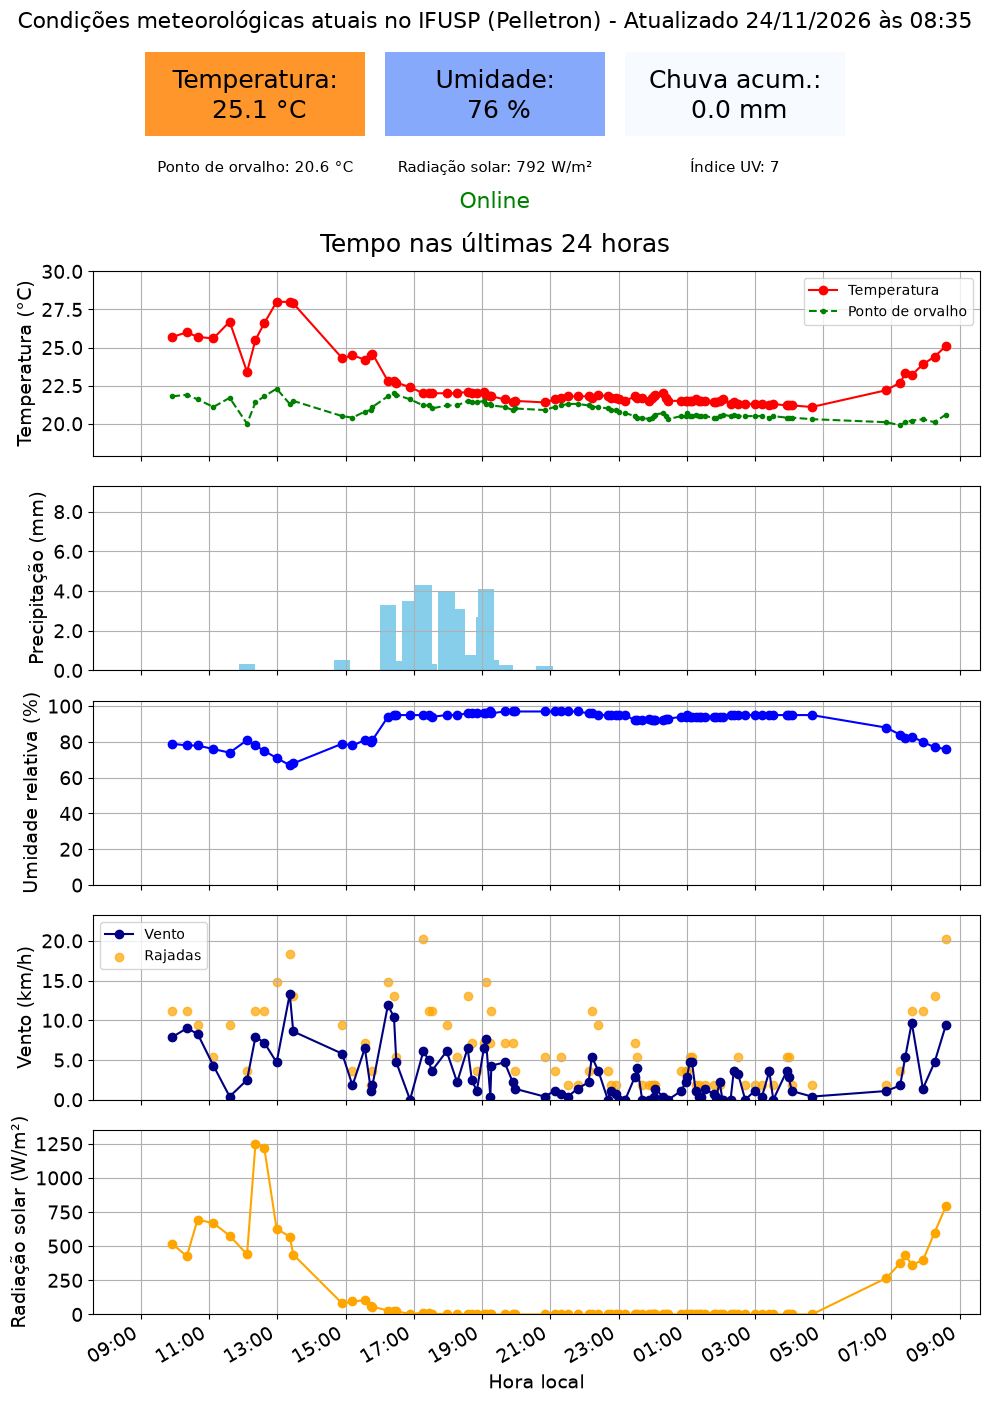 Condições meteorológicas atuais no IFUSP (Pelletron) - Atualizado 24/11/2026 às 08:35
Temperatura:
25.1 °C
Umidade:
76 %
Chuva acum.:
0.0 mm
Ponto de orvalho: 20.6 °C
Radiação solar: 792 W/m²
Índice UV: 7
Online
Tempo nas últimas 24 horas
Temperatura (°C)
30.0
27.5
25.0
22.5
20.0
Temperatura
Ponto de orvalho
Precipitação (mm)
8.0
6.0
4.0
2.0
0.0
Umidade relativa (%)
100
80
60
40
20
0
Vento (km/h)
20.0
15.0
10.0
5.0
0.0
Vento
Rajadas
Radiação solar (W/m²)
1250
1000
750
500
250
0
09:00
11:00
13:00
15:00
17:00
19:00
21:00
23:00
01:00
03:00
05:00
07:00
09:00
Hora local